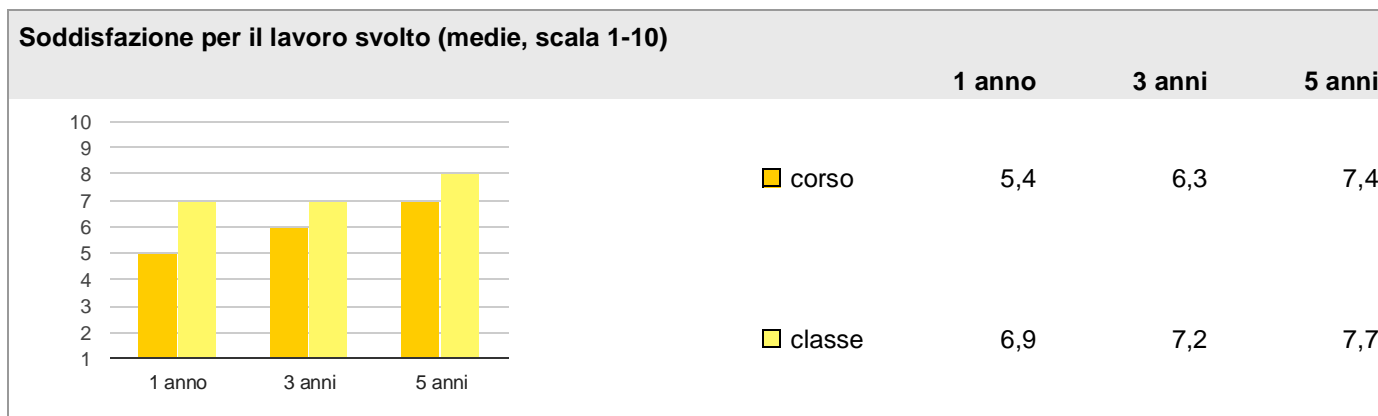 Soddisfazione per il lavoro svolto (medie, scala 1-10)
1 anno 3 anni 5 anni
10
9
8
7
6
5
4
3
2
1
1 anno 3 anni 5 anni
corso 5,4 6,3 7,4
classe 6,9 7,2 7,7